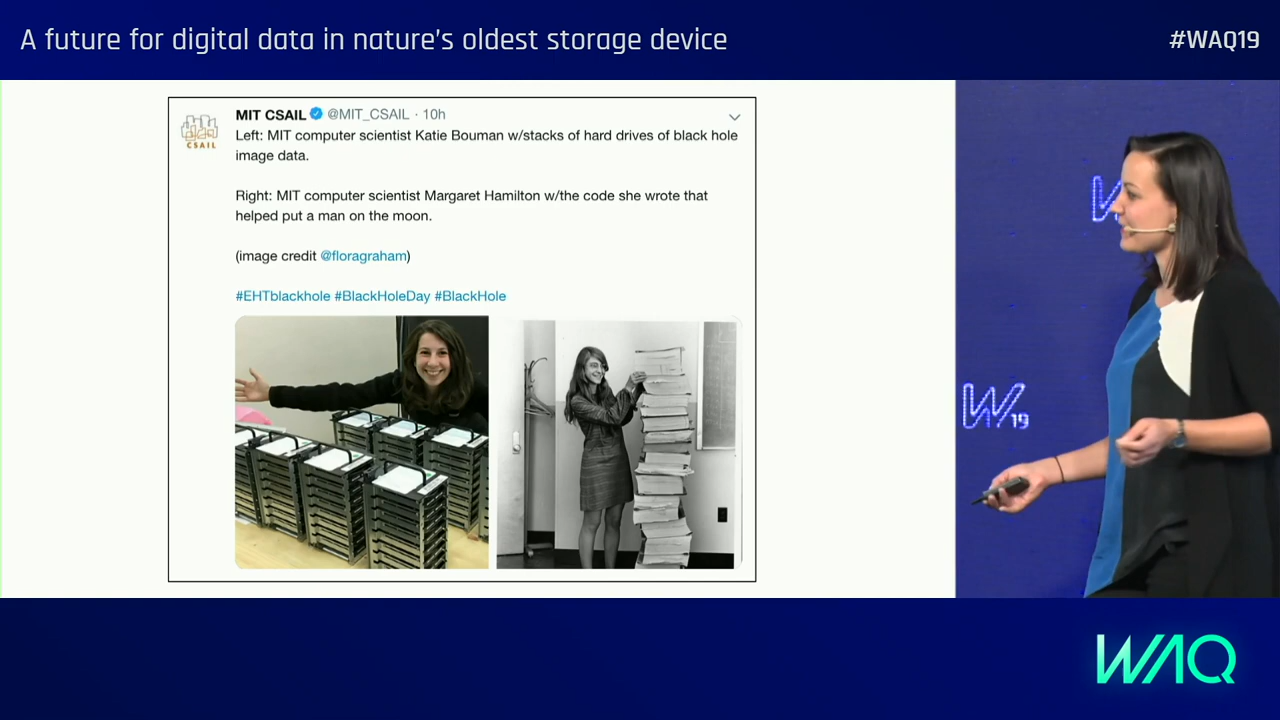 A future for digital data in nature's oldest storage device
#WAQ19
MIT CSAIL @MIT_CSAIL · 10h
CSAIL
Left: MIT computer scientist Katie Bouman w/stacks of hard drives of black hole
image data.
Right: MIT computer scientist Margaret Hamilton w/the code she wrote that
helped put a man on the moon.
(image credit @floragraham)
#EHTblackhole #BlackHoleDay #BlackHole
W
W19
WAQ